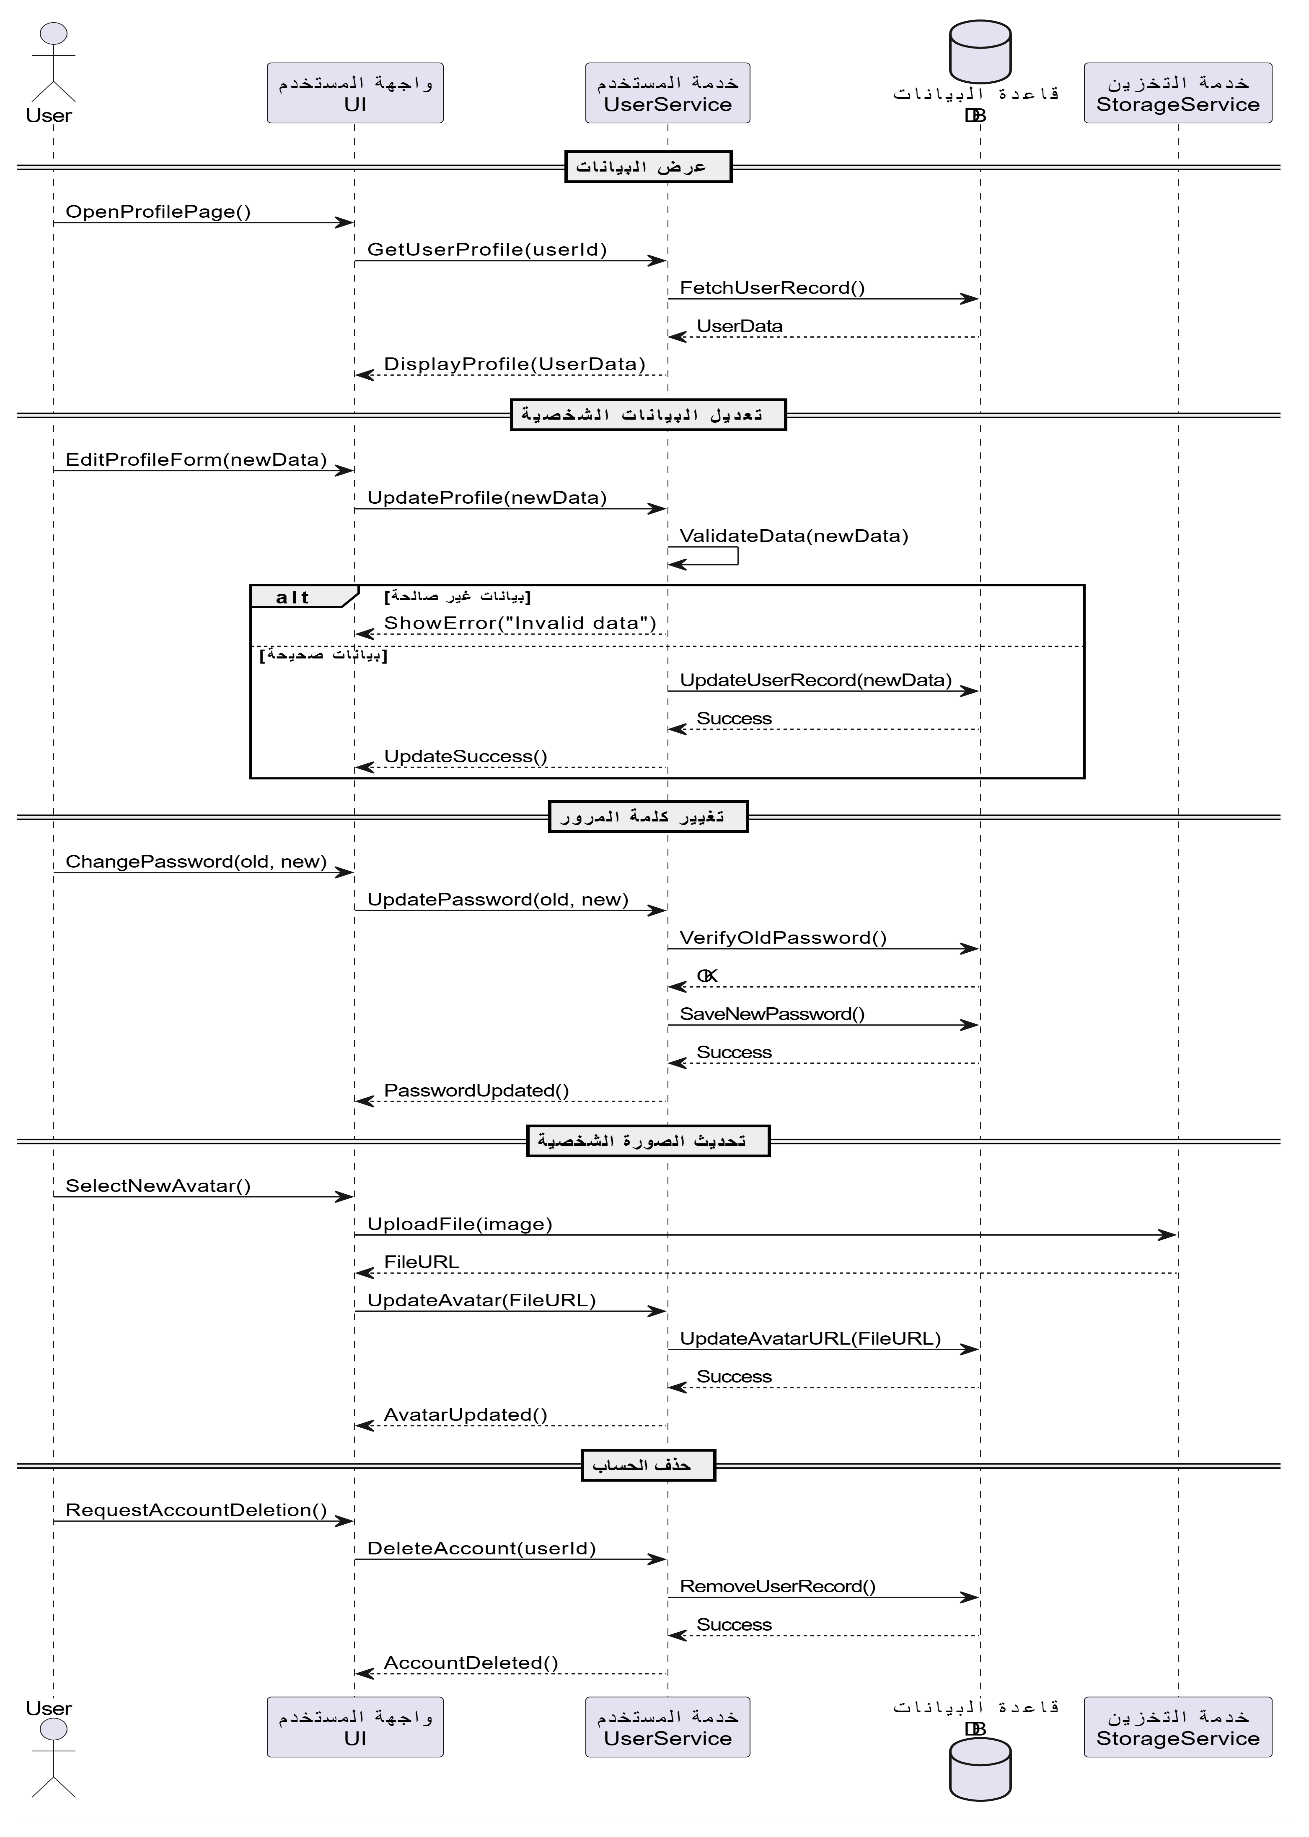 User
واجهة المستخدم
UI
خدمة المستخدم
UserService
قاعدة البيانات
DB
خدمة التخزين
StorageService
عرض البيانات
OpenProfilePage()
GetUserProfile(userId)
FetchUserRecord()
UserData
DisplayProfile(UserData)
تعديل البيانات الشخصية
EditProfileForm(newData)
UpdateProfile(newData)
ValidateData(newData)
alt
[بيانات غير صالحة]
ShowError("Invalid data")
[بيانات صحيحة]
UpdateUserRecord(newData)
Success
UpdateSuccess()
تغيير كلمة المرور
ChangePassword(old, new)
UpdatePassword(old, new)
VerifyOldPassword()
OK
SaveNewPassword()
Success
PasswordUpdated()
تحديث الصورة الشخصية
SelectNewAvatar()
UploadFile(image)
FileURL
UpdateAvatar(FileURL)
UpdateAvatarURL(FileURL)
Success
AvatarUpdated()
حذف الحساب
RequestAccountDeletion()
DeleteAccount(userId)
RemoveUserRecord()
Success
AccountDeleted()
User
واجهة المستخدم
UI
خدمة المستخدم
UserService
قاعدة البيانات
DB
خدمة التخزين
StorageService